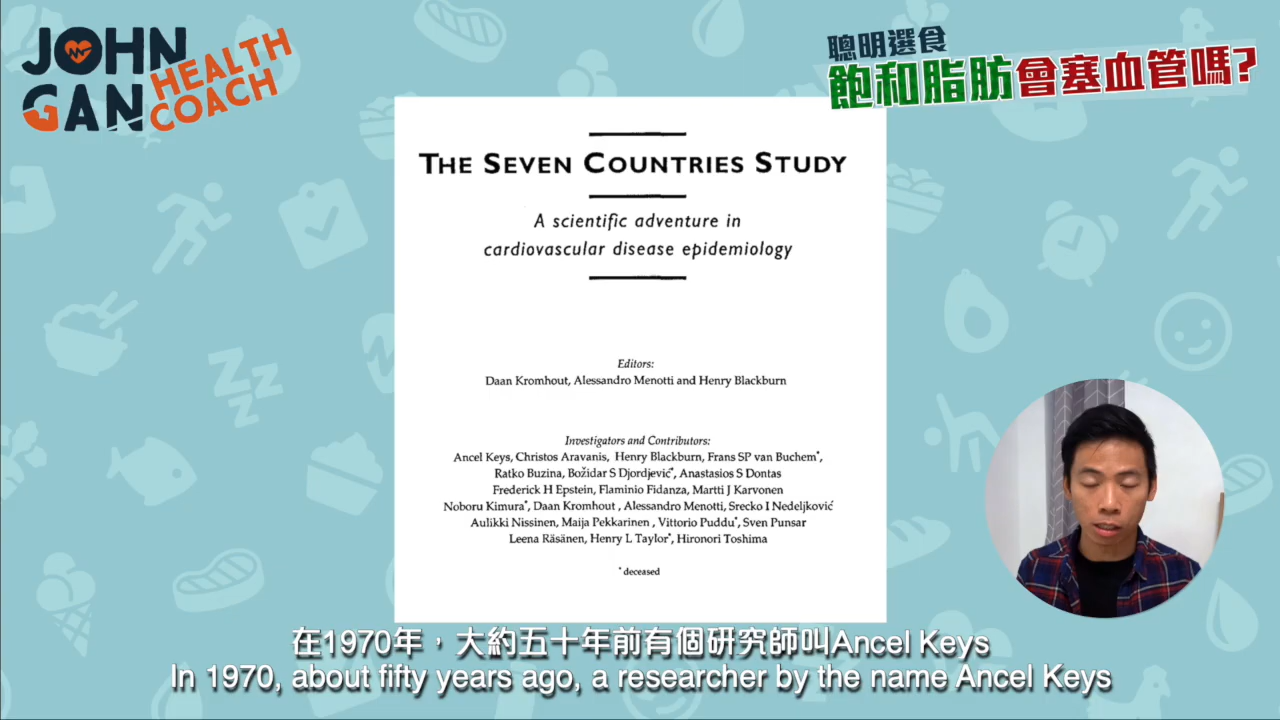 JOHN
GAN
HEALTH
COACH
聰明選食
飽和脂肪會塞血管嗎?
THE SEVEN COUNTRIES STUDY
A scientific adventure in
cardiovascular disease epidemiology
Editors:
Daan Kromhout, Alessandro Menotti and Henry Blackburn
Investigators and Contributors:
Ancel Keys, Christos Aravanis, Henry Blackburn, Frans SP van Buchem*,
Ratko Buzina, Božidar S Djordjević*, Anastasios S Dontas
Frederick H Epstein, Flaminio Fidanza, Martti J Karvonen
Noboru Kimura*, Daan Kromhout , Alessandro Menotti, Srecko I Nedeljković
Aulikki Nissinen, Maija Pekkarinen , Vittorio Puddu*, Sven Punsar
Leena Räsänen, Henry L Taylor*, Hironori Toshima
* deceased
在1970年，大約五十年前有個研究師叫Ancel Keys
In 1970, about fifty years ago, a researcher by the name Ancel Keys
ZZZ